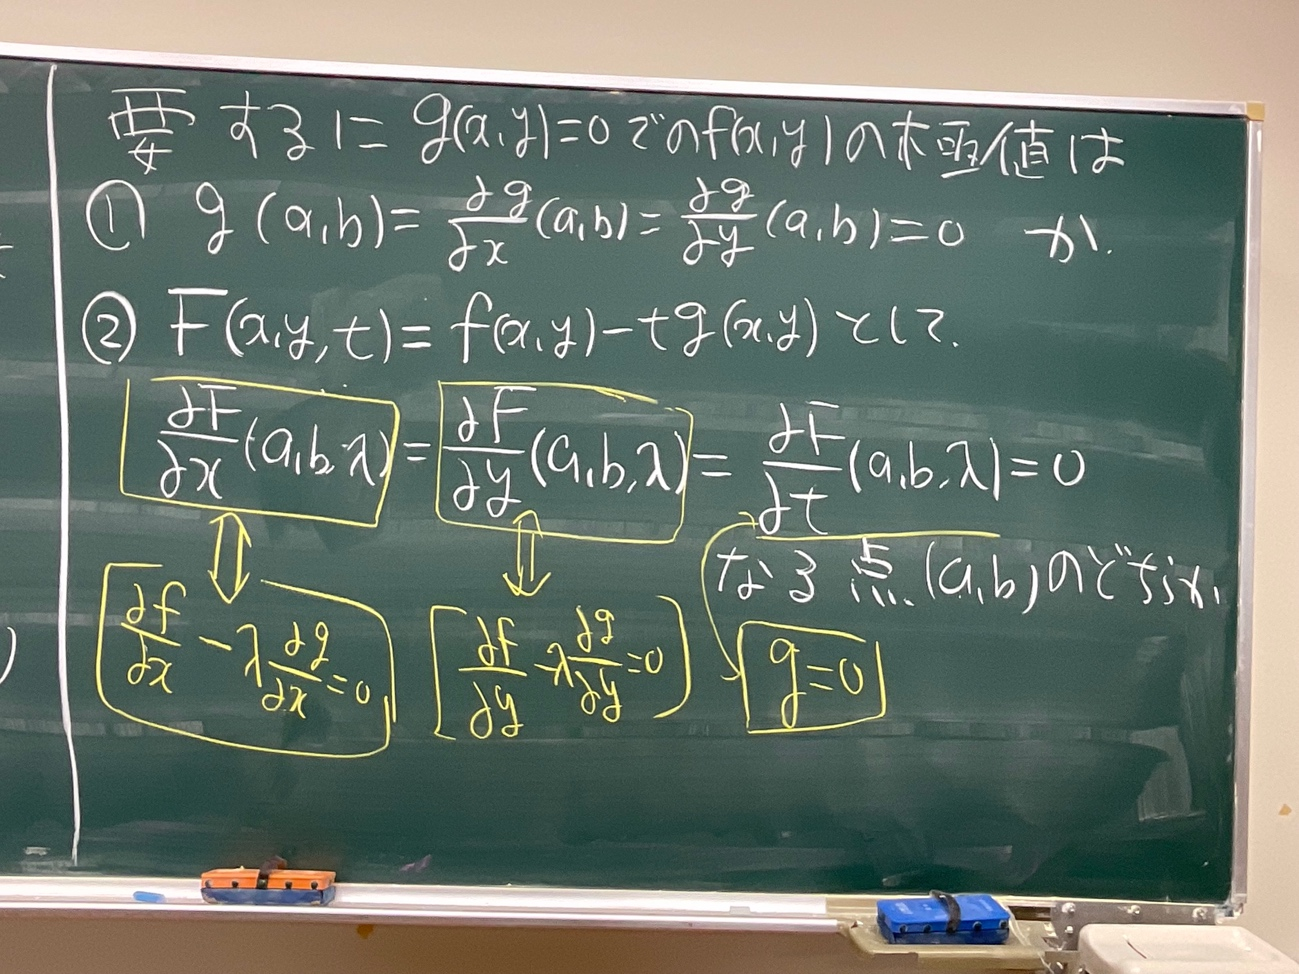 要するに g(x,y)=0 での f(x,y) の極値は
① g(a,b)=∂g/∂x(a,b)=∂g/∂y(a,b)=0 か、
② F(x,y,t)=f(x,y)-tg(x,y) として、
∂F/∂x(a,b,λ)=∂F/∂y(a,b,λ)=∂F/∂t(a,b,λ)=0
なる点(a,b)のどちらか、
∂f/∂x-λ∂g/∂x=0 ∂f/∂y-λ∂g/∂y=0 g=0